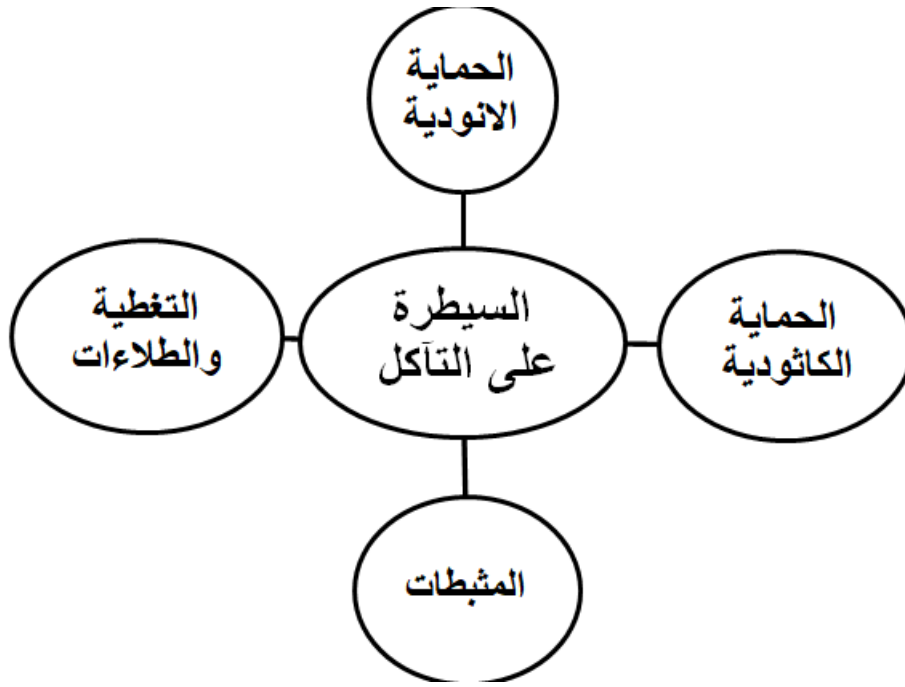 الحماية
الانودية
التغطية
والطلاءات
السيطرة
على التآكل
الحماية
الكاثودية
المثبطات